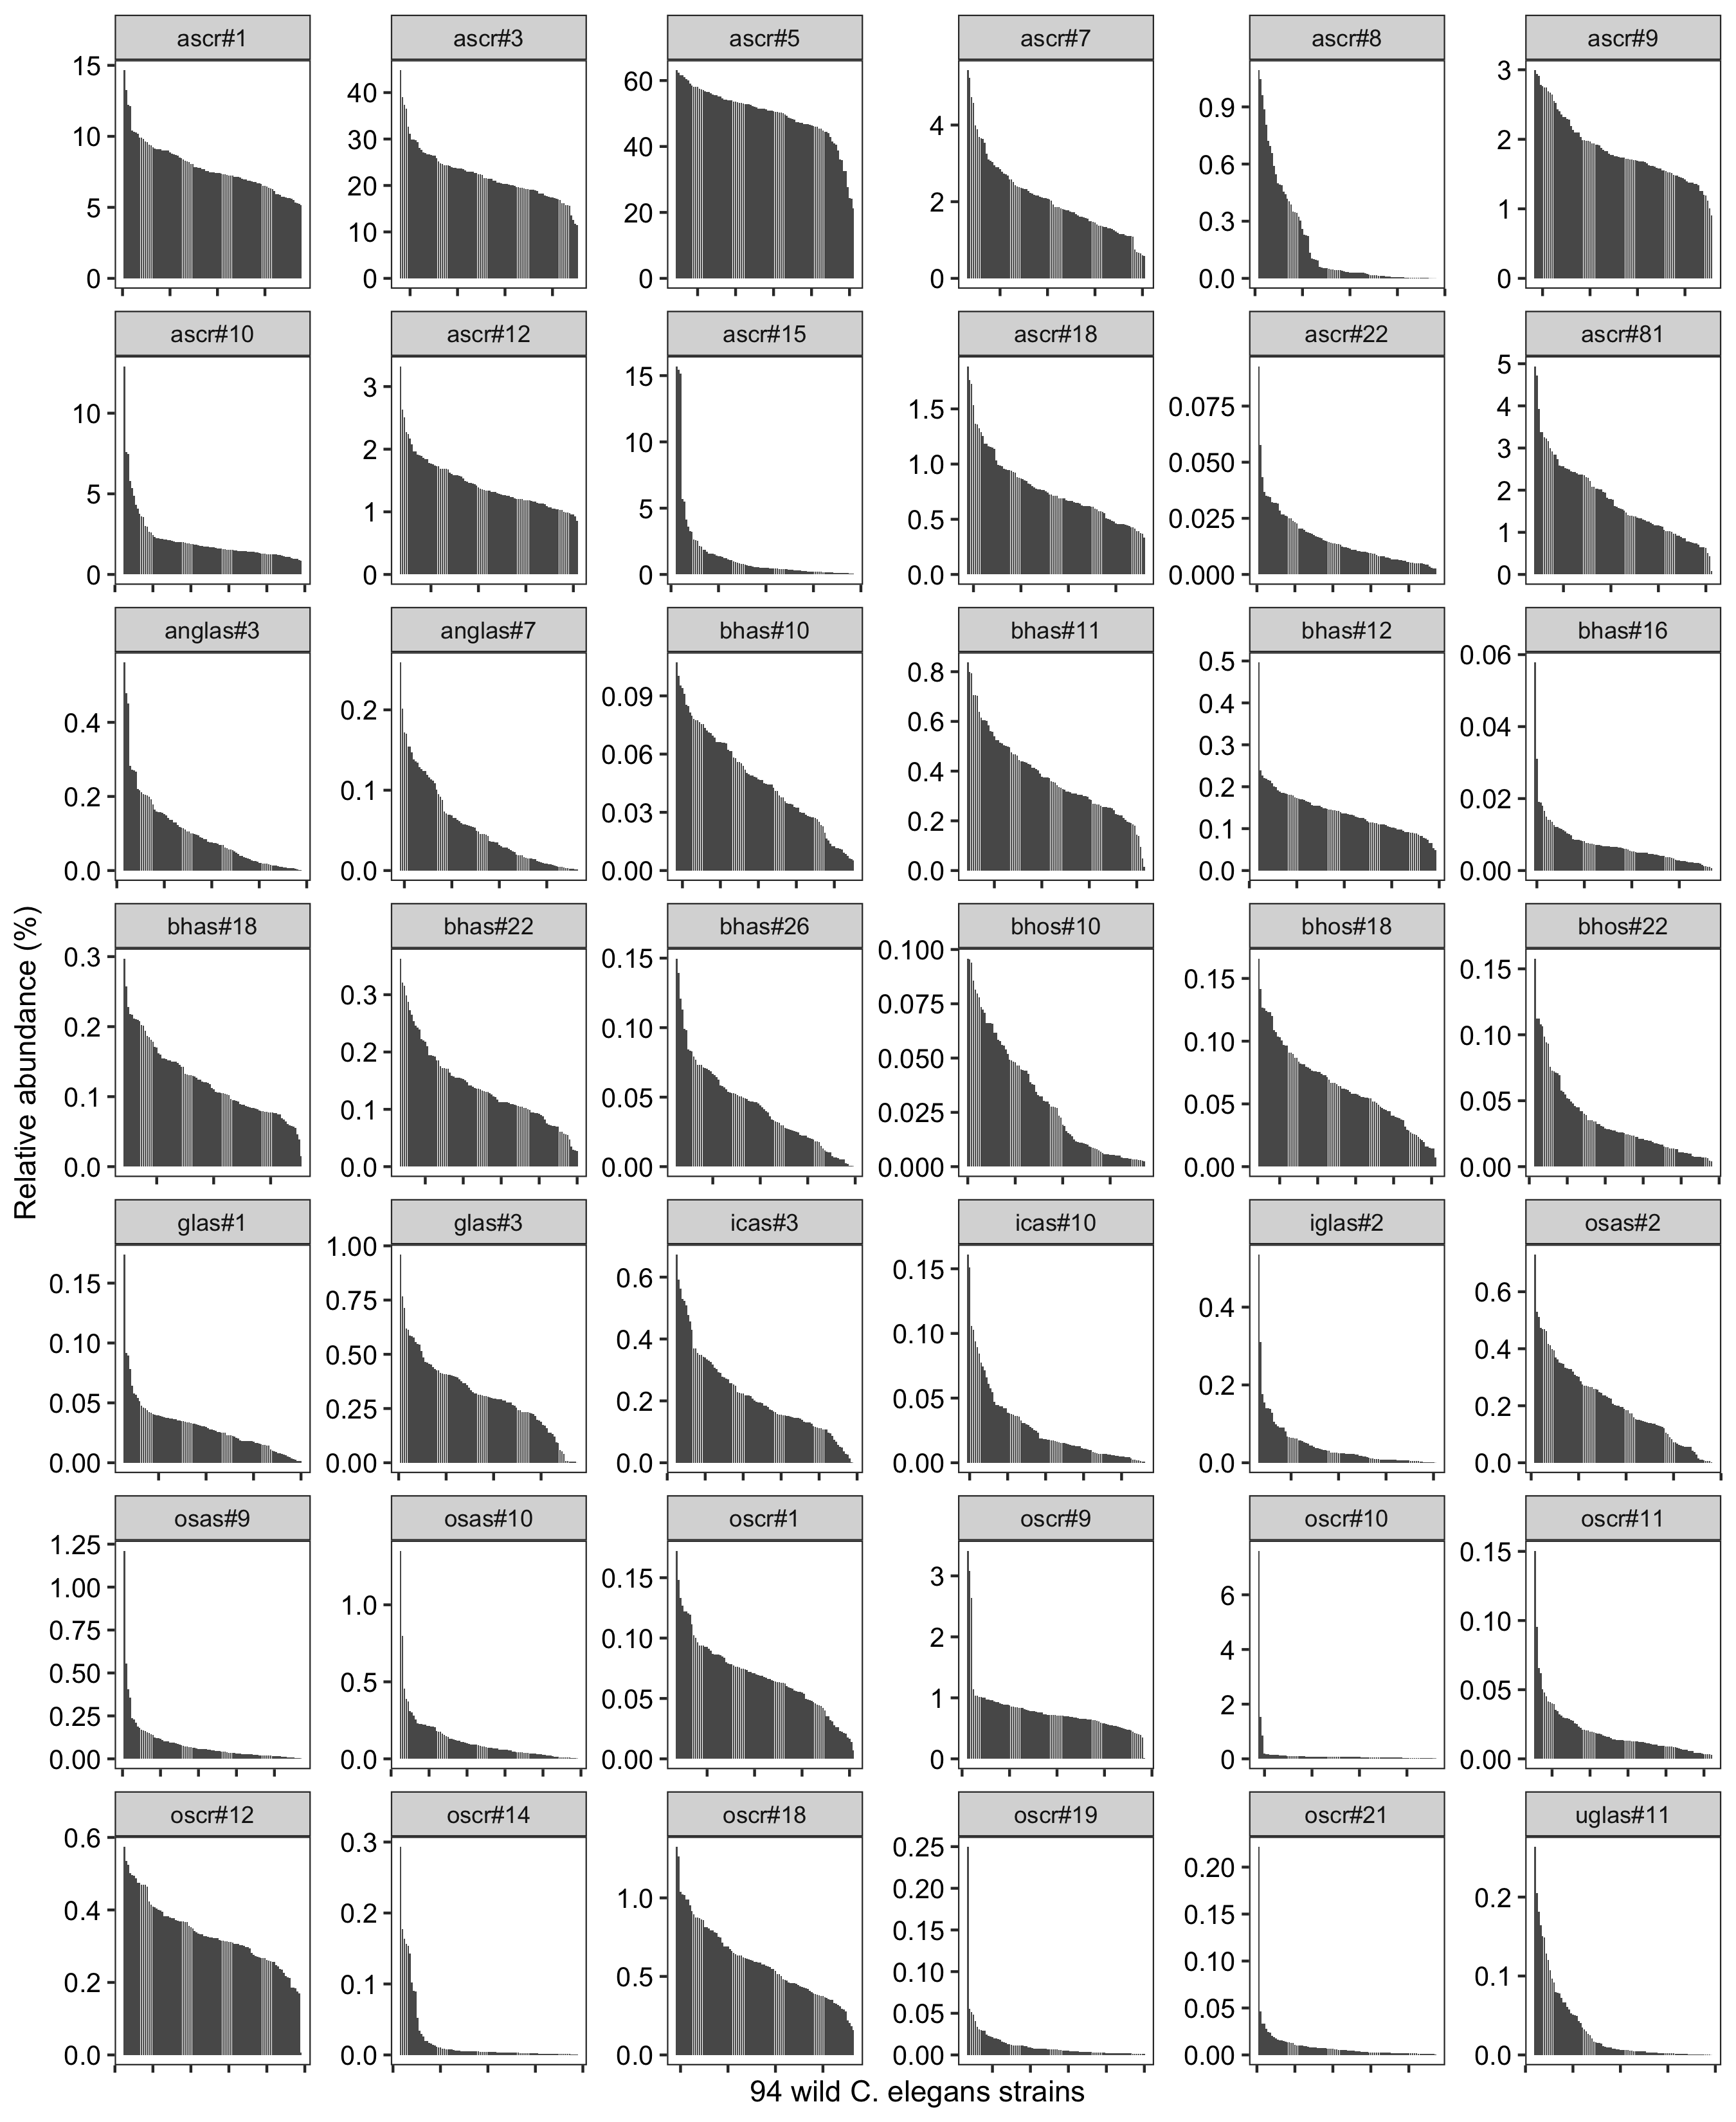 ascr#1 ascr#3 ascr#5 ascr#7 ascr#8 ascr#9
15 10 5 0
40 30 20 10 0
60 40 20 0
4 2 0
0.9 0.6 0.3 0.0
3 2 1 0
ascr#10 ascr#12 ascr#15 ascr#18 ascr#22 ascr#81
10 5 0
3 2 1 0
15 10 5 0
1.5 1.0 0.5 0.0
0.075 0.050 0.025 0.000
5 4 3 2 1 0
anglas#3 anglas#7 bhas#10 bhas#11 bhas#12 bhas#16
0.4 0.2 0.0
0.2 0.1 0.0
0.09 0.06 0.03 0.00
0.8 0.6 0.4 0.2 0.0
0.5 0.4 0.3 0.2 0.1 0.0
0.06 0.04 0.02 0.00
bhas#18 bhas#22 bhas#26 bhos#10 bhos#18 bhos#22
0.3 0.2 0.1 0.0
0.3 0.2 0.1 0.0
0.15 0.10 0.05 0.00
0.100 0.075 0.050 0.025 0.000
0.15 0.10 0.05 0.00
0.15 0.10 0.05 0.00
glas#1 glas#3 icas#3 icas#10 iglas#2 osas#2
0.15 0.10 0.05 0.00
1.00 0.75 0.50 0.25 0.00
0.6 0.4 0.2 0.0
0.15 0.10 0.05 0.00
0.4 0.2 0.0
0.6 0.4 0.2 0.0
osas#9 osas#10 oscr#1 oscr#9 oscr#10 oscr#11
1.25 1.00 0.75 0.50 0.25 0.00
1.0 0.5 0.0
0.15 0.10 0.05 0.00
3 2 1 0
6 4 2 0
0.15 0.10 0.05 0.00
oscr#12 oscr#14 oscr#18 oscr#19 oscr#21 uglas#11
0.6 0.4 0.2 0.0
0.3 0.2 0.1 0.0
1.0 0.5 0.0
0.25 0.20 0.15 0.10 0.05 0.00
0.20 0.15 0.10 0.05 0.00
0.2 0.1 0.0
Relative abundance (%)
94 wild C. elegans strains